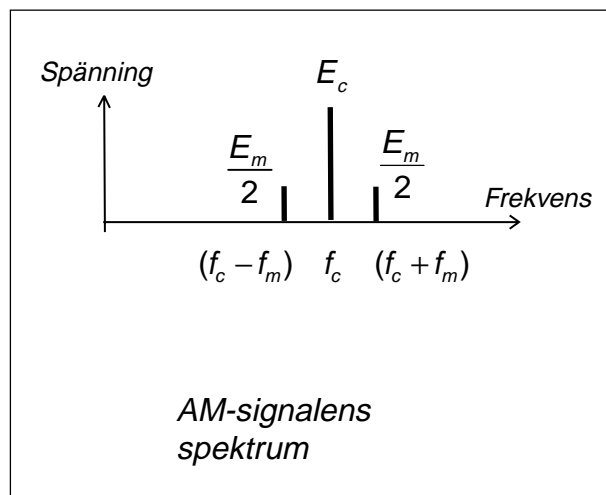 Spänning
E_c
E_m/2
E_m/2
Frekvens
(f_c − f_m) f_c (f_c + f_m)
AM-signalens
spektrum